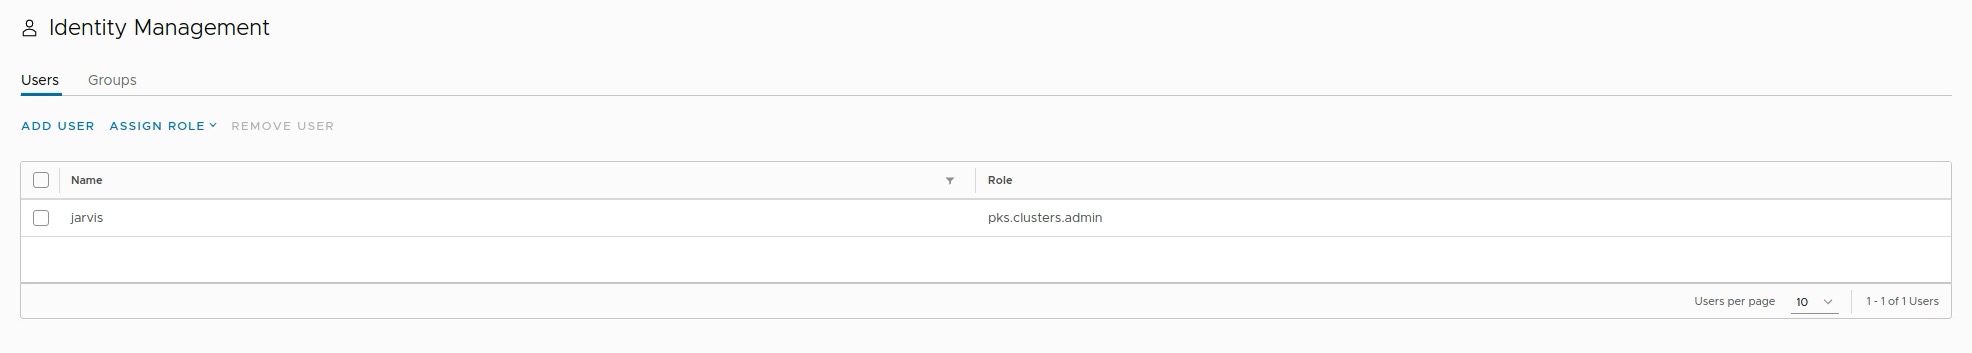 Identity Management
Users Groups
ADD USER ASSIGN ROLE REMOVE USER
Name Role
jarvis pks.clusters.admin
Users per page 10 1 - 1 of 1 Users